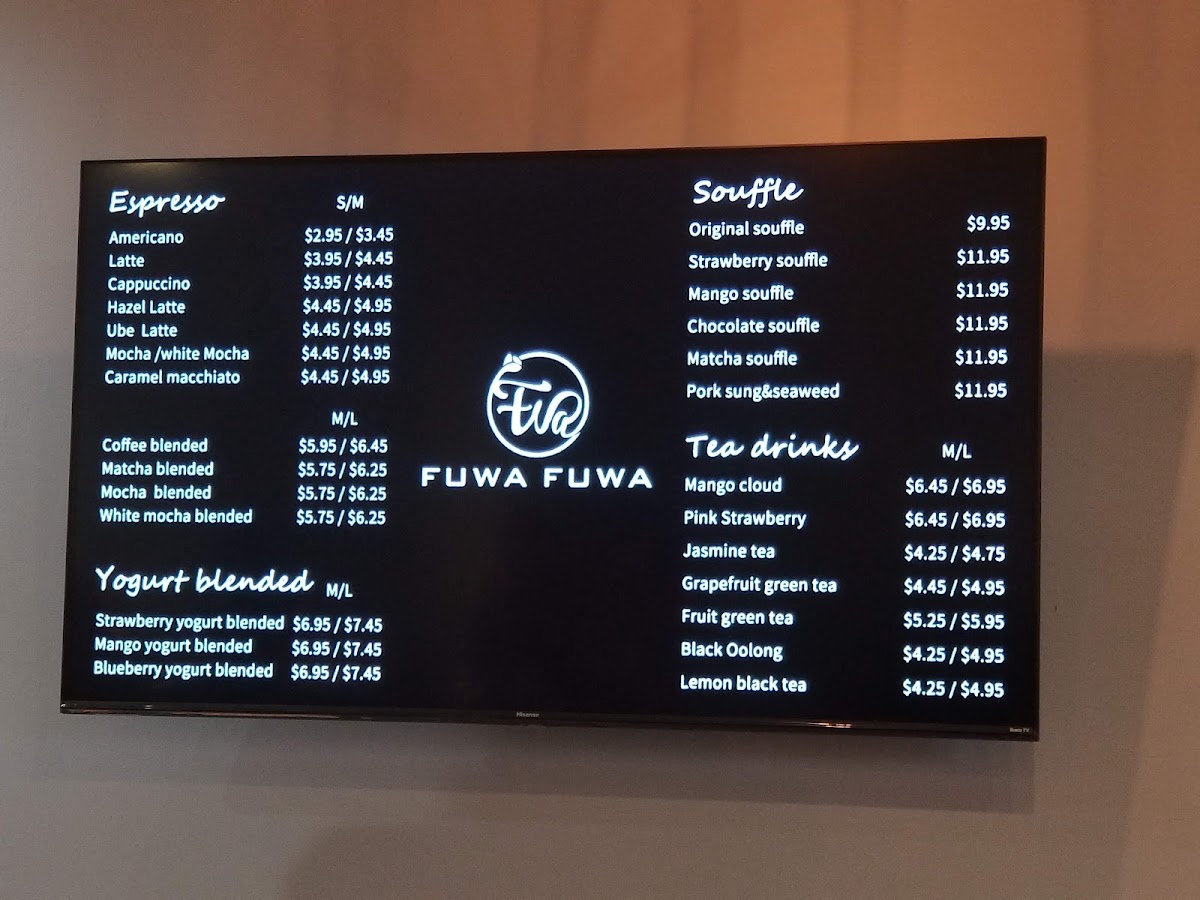 Espresso S/M
Americano $2.95 / $3.45
Latte $3.95 / $4.45
Cappuccino $3.95 / $4.45
Hazel Latte $4.45 / $4.95
Ube Latte $4.45 / $4.95
Mocha /white Mocha $4.45 / $4.95
Caramel macchiato $4.45 / $4.95
M/L
Coffee blended $5.95 / $6.45
Matcha blended $5.75 / $6.25
Mocha blended $5.75 / $6.25
White mocha blended $5.75 / $6.25
Yogurt blended M/L
Strawberry yogurt blended $6.95 / $7.45
Mango yogurt blended $6.95 / $7.45
Blueberry yogurt blended $6.95 / $7.45
Fwa
FUWA FUWA
Souffle
Original souffle $9.95
Strawberry souffle $11.95
Mango souffle $11.95
Chocolate souffle $11.95
Matcha souffle $11.95
Pork sung&seaweed $11.95
Tea drinks M/L
Mango cloud $6.45 / $6.95
Pink Strawberry $6.45 / $6.95
Jasmine tea $4.25 / $4.75
Grapefruit green tea $4.45 / $4.95
Fruit green tea $5.25 / $5.95
Black Oolong $4.25 / $4.95
Lemon black tea $4.25 / $4.95
Hisense
Roku TV